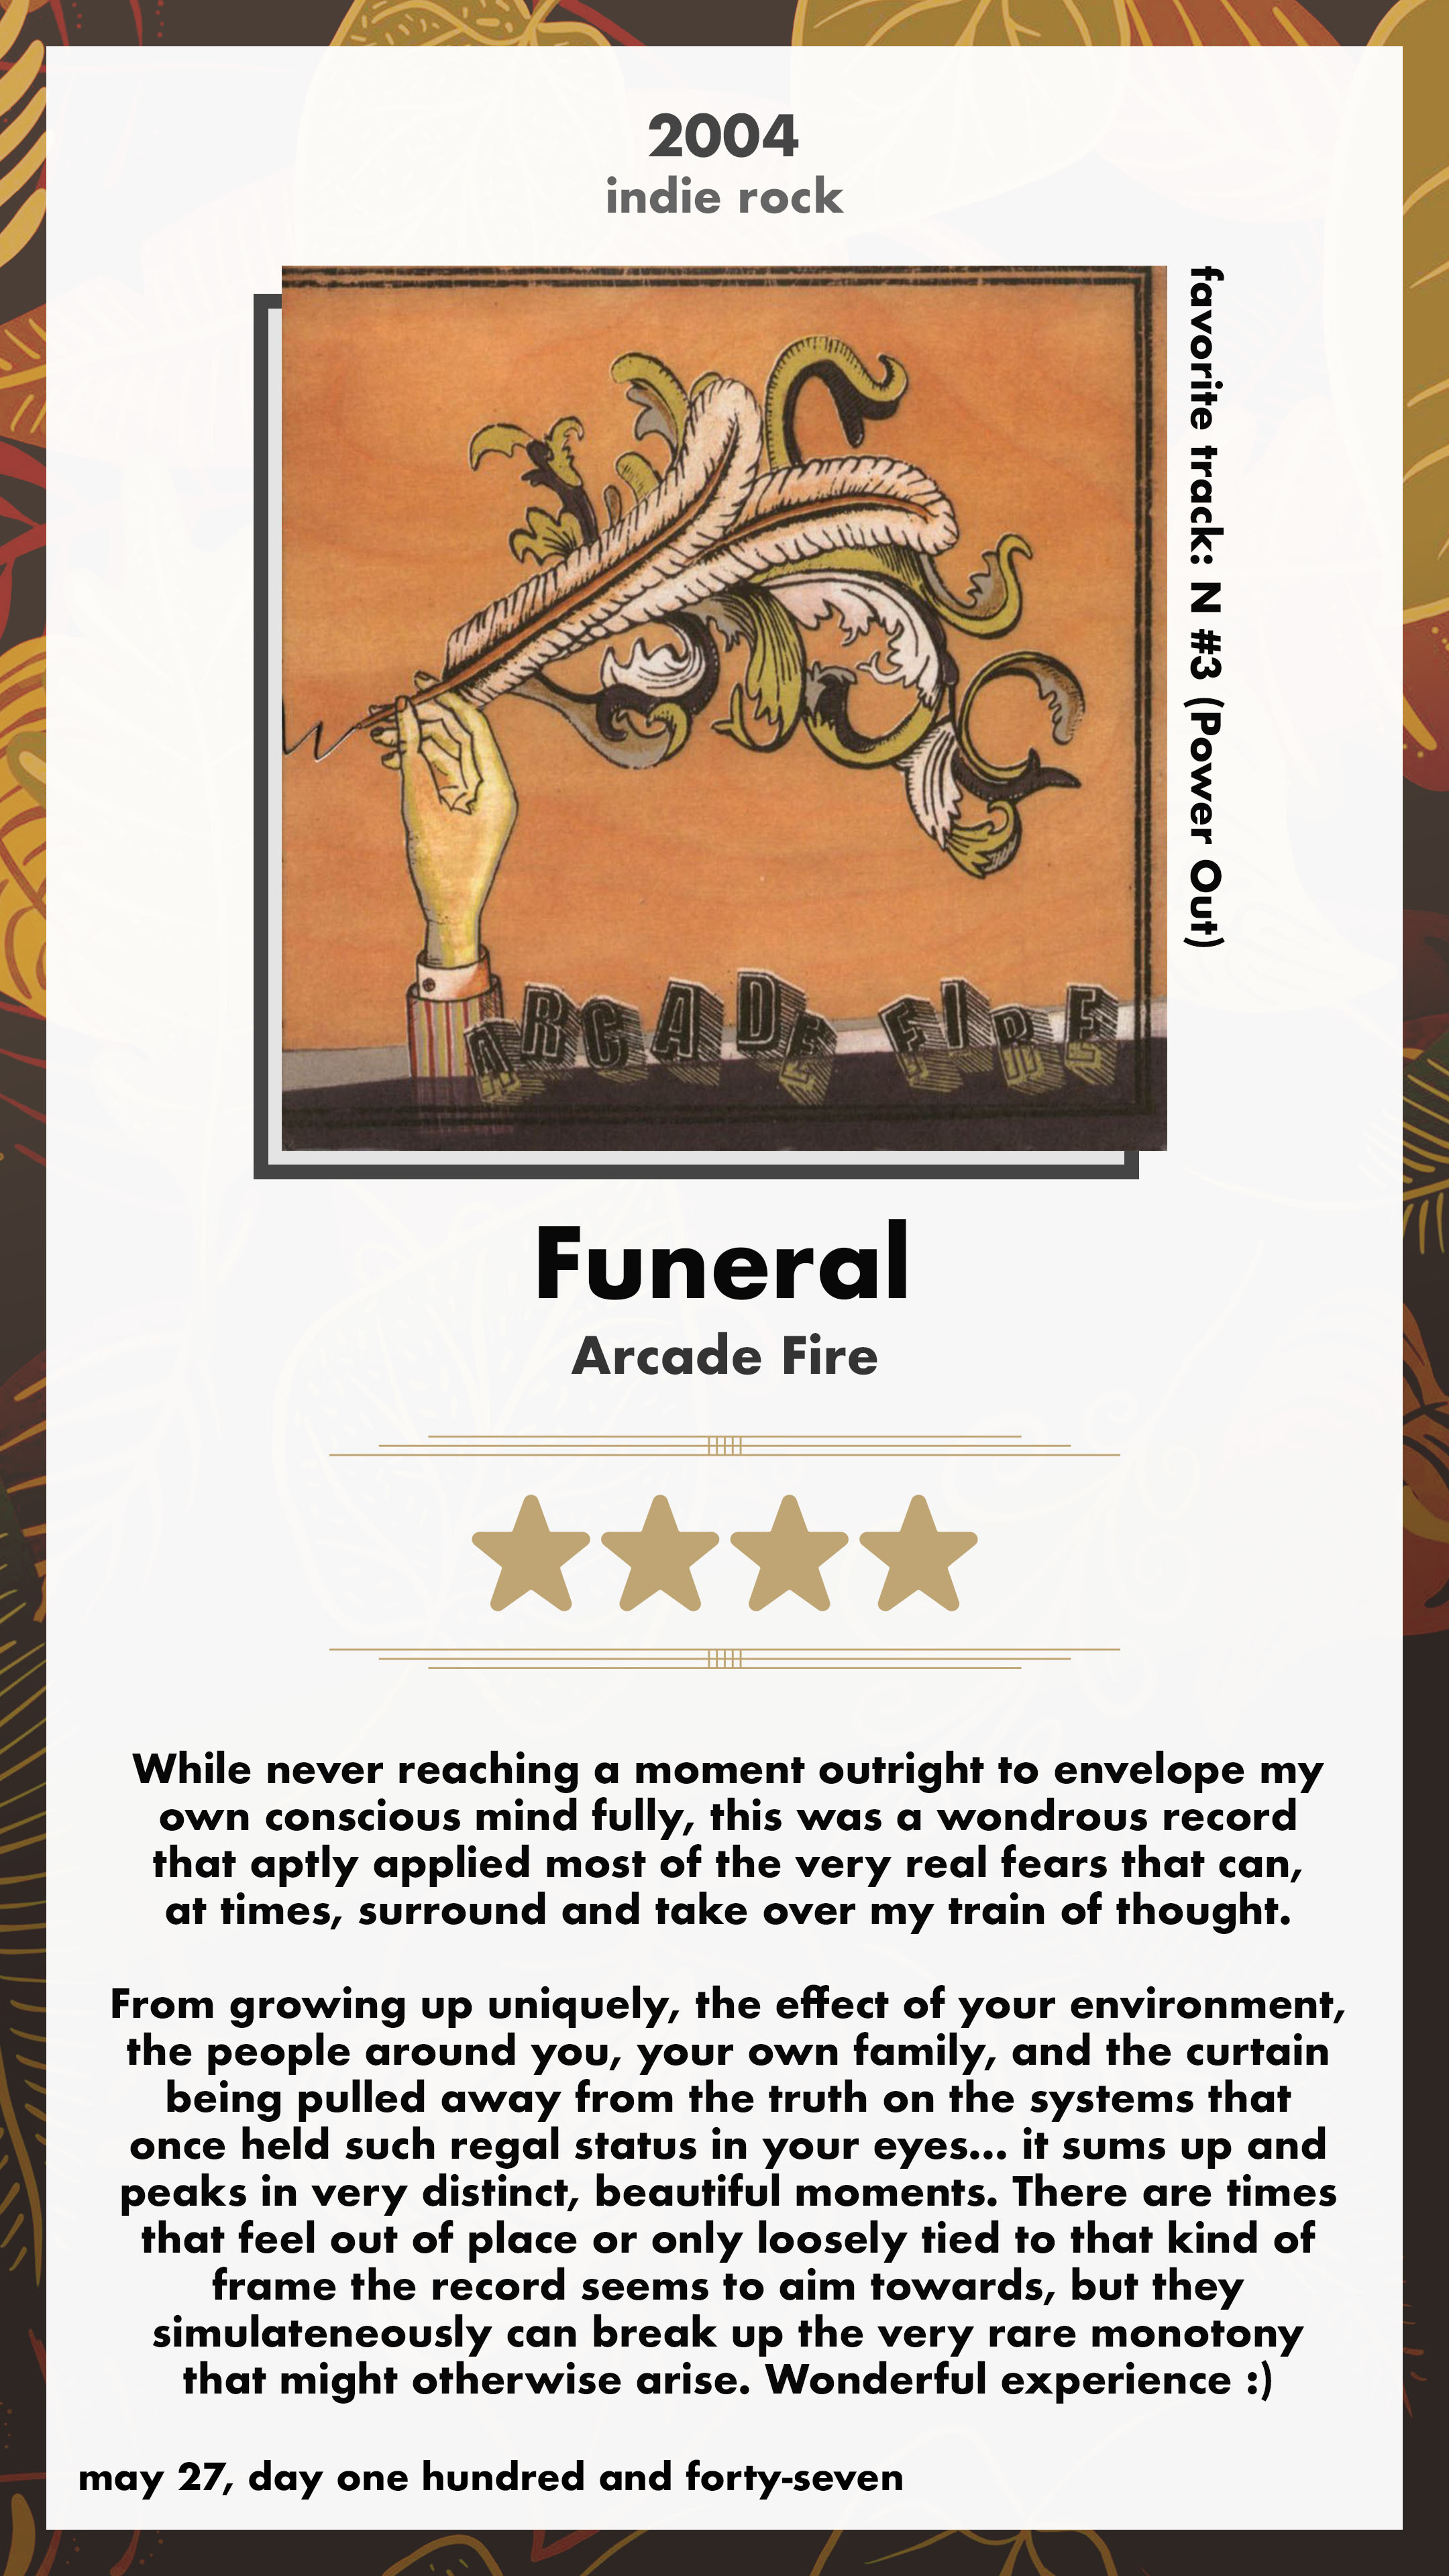 2004
indie rock
favorite track: N #3 (Power Out)
ARCADE FIRE
Funeral
Arcade Fire
While never reaching a moment outright to envelope my
own conscious mind fully, this was a wondrous record
that aptly applied most of the very real fears that can,
at times, surround and take over my train of thought.
From growing up uniquely, the effect of your environment,
the people around you, your own family, and the curtain
being pulled away from the truth on the systems that
once held such regal status in your eyes... it sums up and
peaks in very distinct, beautiful moments. There are times
that feel out of place or only loosely tied to that kind of
frame the record seems to aim towards, but they
simulateneously can break up the very rare monotony
that might otherwise arise. Wonderful experience :)
may 27, day one hundred and forty-seven